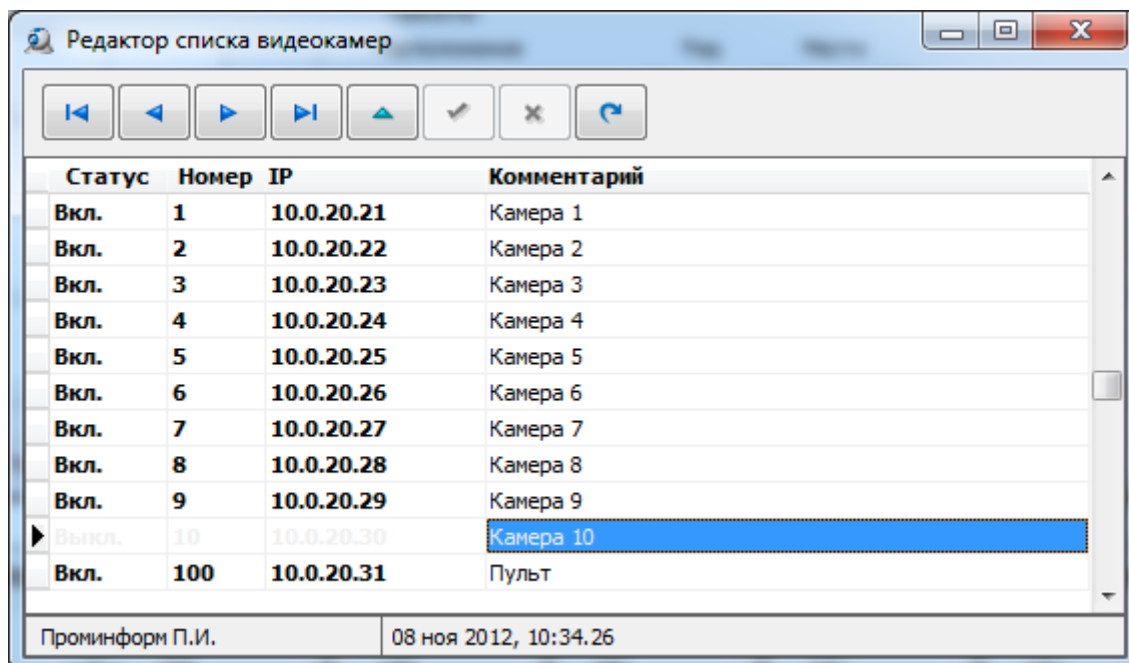 Редактор списка видеокамер
Статус Номер IP Комментарий
Вкл. 1 10.0.20.21 Камера 1
Вкл. 2 10.0.20.22 Камера 2
Вкл. 3 10.0.20.23 Камера 3
Вкл. 4 10.0.20.24 Камера 4
Вкл. 5 10.0.20.25 Камера 5
Вкл. 6 10.0.20.26 Камера 6
Вкл. 7 10.0.20.27 Камера 7
Вкл. 8 10.0.20.28 Камера 8
Вкл. 9 10.0.20.29 Камера 9
Выкл. 10 10.0.20.30 Камера 10
Вкл. 100 10.0.20.31 Пульт
Проминформ П.И. 08 ноя 2012, 10:34.26